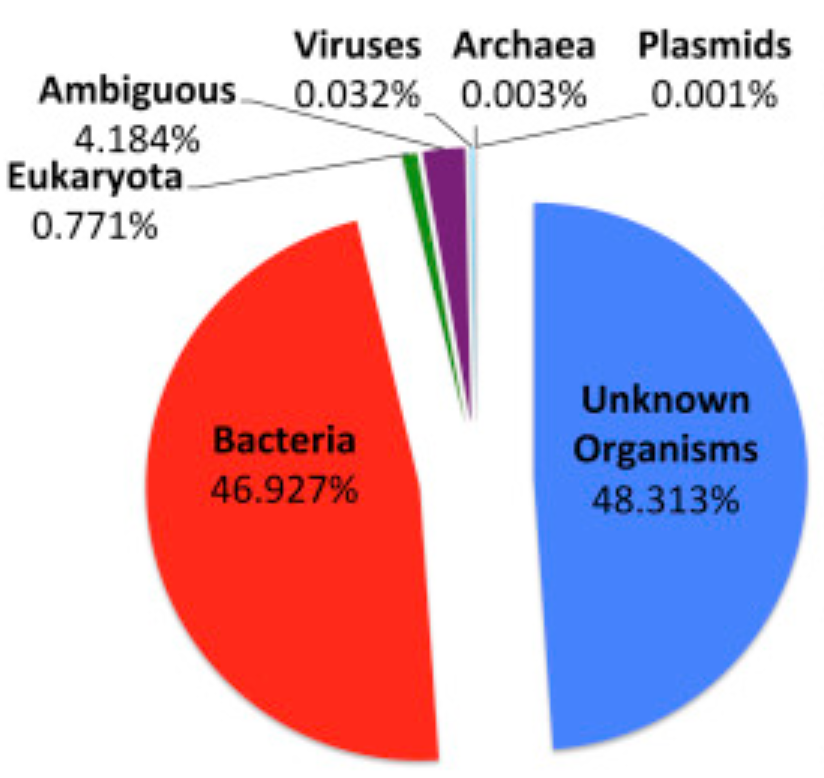 Viruses
0.032%
Archaea
0.003%
Plasmids
0.001%
Ambiguous
4.184%
Eukaryota
0.771%
Bacteria
46.927%
Unknown
Organisms
48.313%